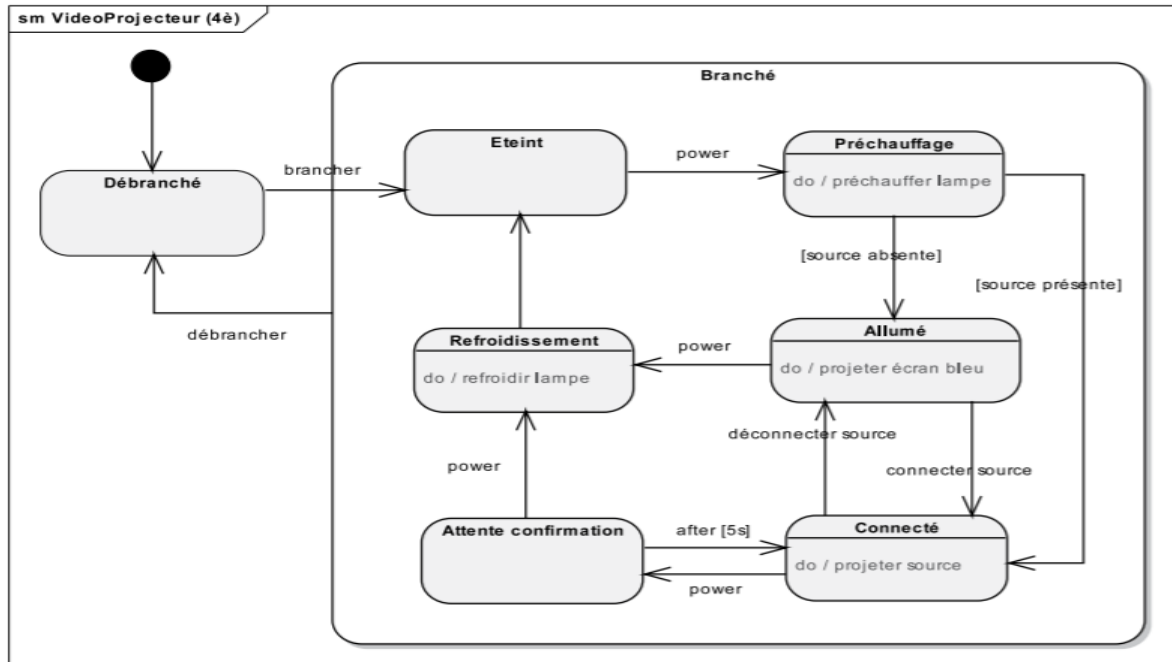 sm VideoProjecteur (4è)
Branché
Eteint
power
Préchauffage
do / préchauffer lampe
Débranché
brancher
[source absente]
[source présente]
débrancher
Refroidissement
do / refroidir lampe
power
Allumé
do / projeter écran bleu
déconnecter source
connecter source
power
Attente confirmation
after [5s]
power
Connecté
do / projeter source